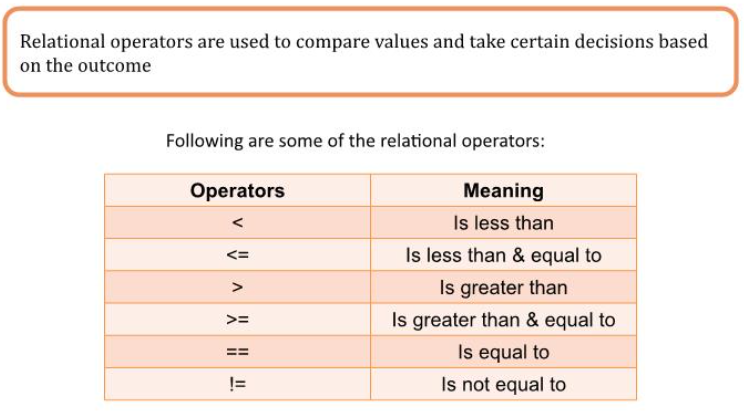 Relational operators are used to compare values and take certain decisions based
on the outcome
Following are some of the relational operators:
Operators Meaning
< Is less than
<= Is less than & equal to
> Is greater than
>= Is greater than & equal to
== Is equal to
!= Is not equal to